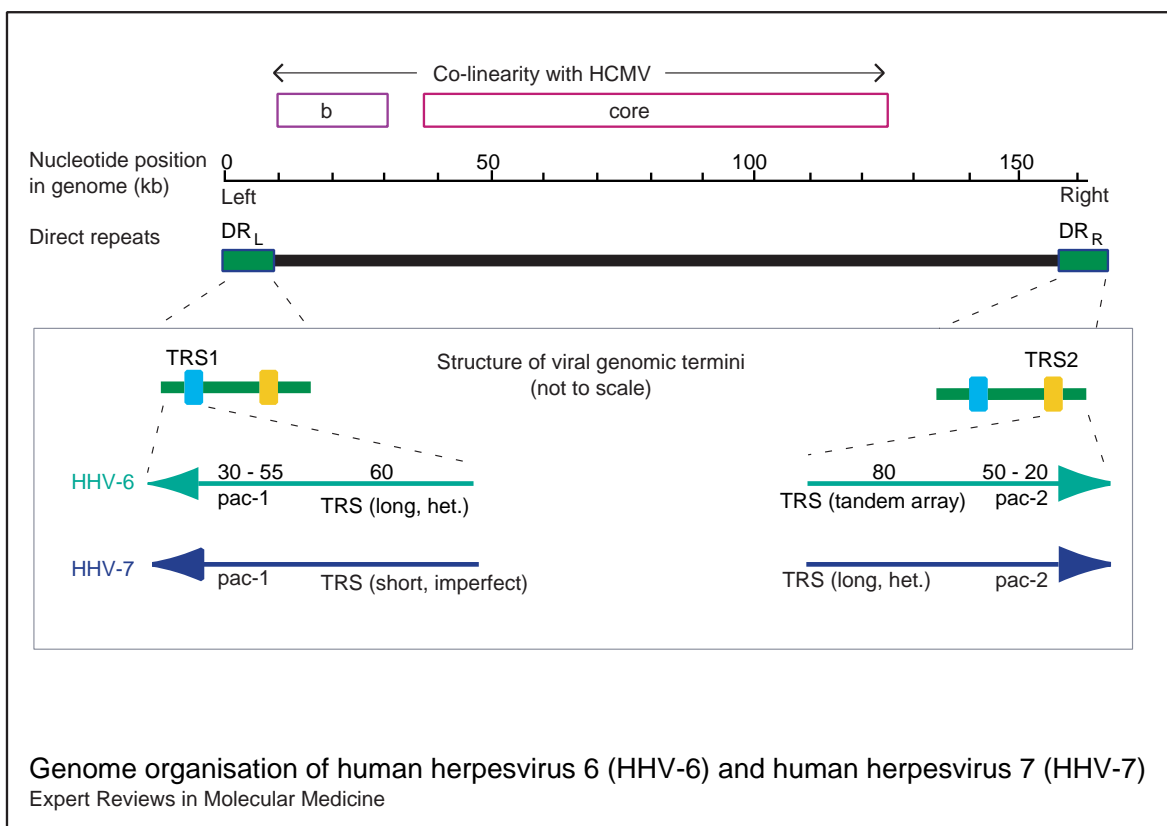 Co-linearity with HCMV
b
core
Nucleotide position
in genome (kb)
0
50
100
150
Left
Right
Direct repeats
DR L
DR R
TRS1
Structure of viral genomic termini
(not to scale)
TRS2
HHV-6
30 - 55
60
80
50 - 20
pac-1
TRS (long, het.)
TRS (tandem array)
pac-2
HHV-7
pac-1
TRS (short, imperfect)
TRS (long, het.)
pac-2
Genome organisation of human herpesvirus 6 (HHV-6) and human herpesvirus 7 (HHV-7)
Expert Reviews in Molecular Medicine